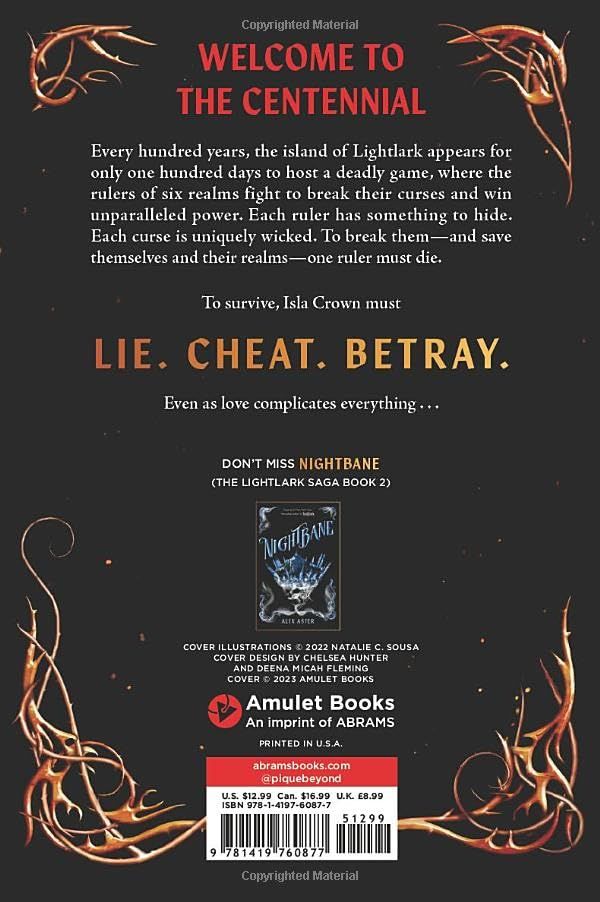 Copyrighted Material
WELCOME TO
THE CENTENNIAL
Every hundred years, the island of Lightlark appears for
only one hundred days to host a deadly game, where the
rulers of six realms fight to break their curses and win
unparalleled power. Each ruler has something to hide.
Each curse is uniquely wicked. To break them—and save
themselves and their realms—one ruler must die.
To survive, Isla Crown must
LIE. CHEAT. BETRAY.
Even as love complicates everything . . .
DON'T MISS NIGHTBANE
(THE LIGHTLARK SAGA BOOK 2)
NIGHTBANE
ALEX ASTER
COVER ILLUSTRATIONS © 2022 NATALIE C. SOUSA
COVER DESIGN BY CHELSEA HUNTER
AND DEENA MICAH FLEMING
COVER © 2023 AMULET BOOKS
Amulet Books
An imprint of ABRAMS
PRINTED IN U.S.A.
abramsbooks.com
@piquebeyond
U.S. $12.99 Can. $16.99 U.K. £8.99
ISBN 978-1-4197-6087-7
51299
9 781419 760877
Copyrighted Material